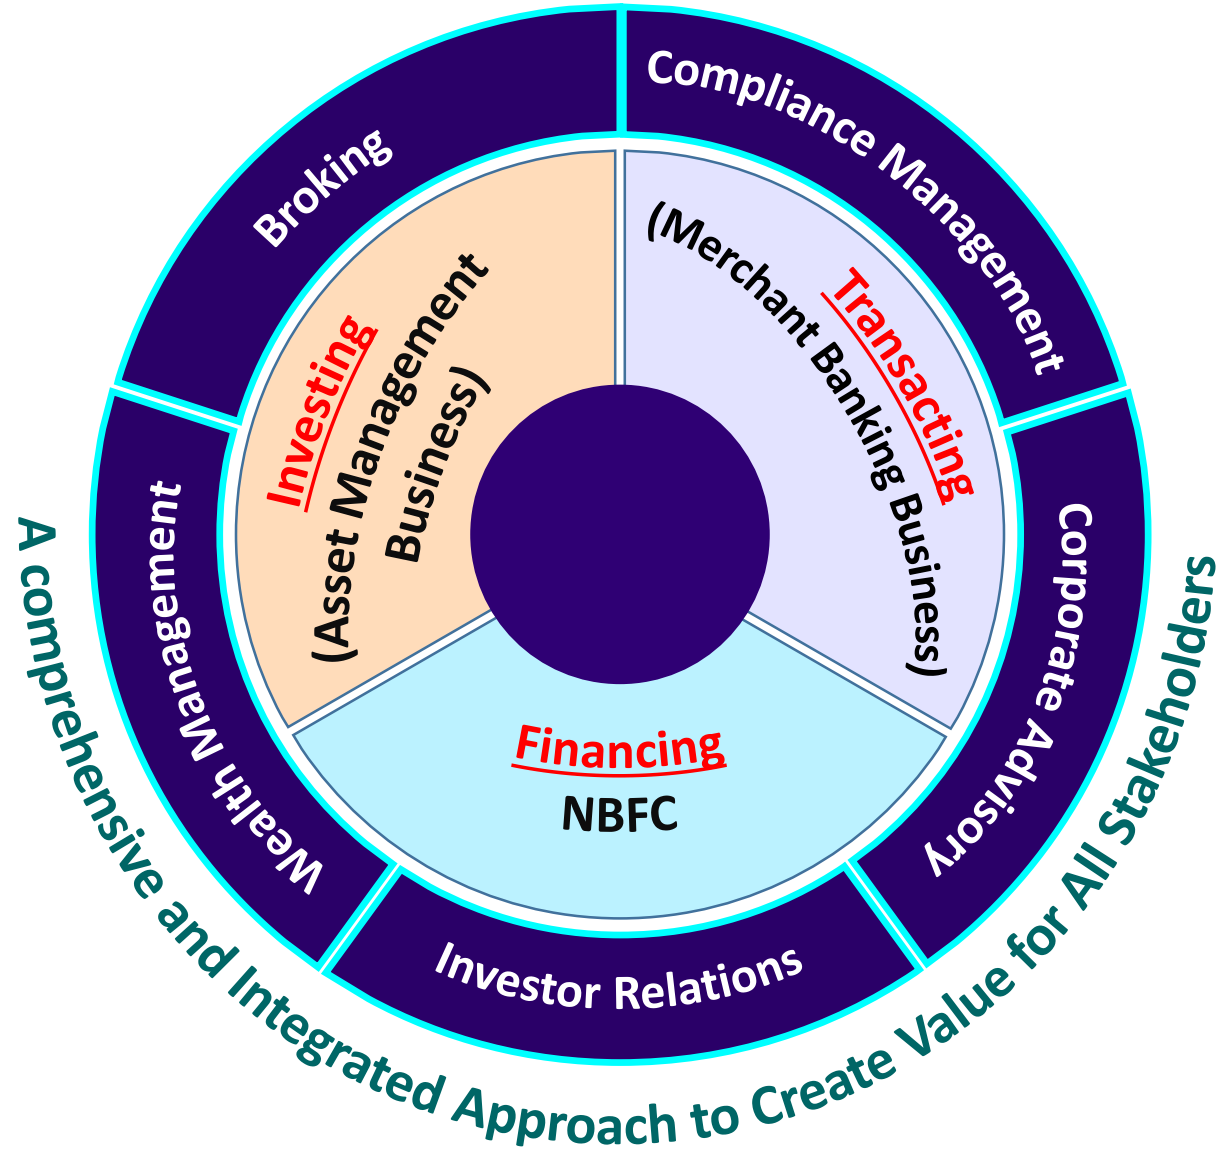 Broking
Compliance Management
Corporate Advisory
Investor Relations
Wealth Management
Investing
(Asset Management
Business)
Transacting
(Merchant Banking Business)
Financing
NBFC
A comprehensive and Integrated Approach to Create Value for All Stakeholders